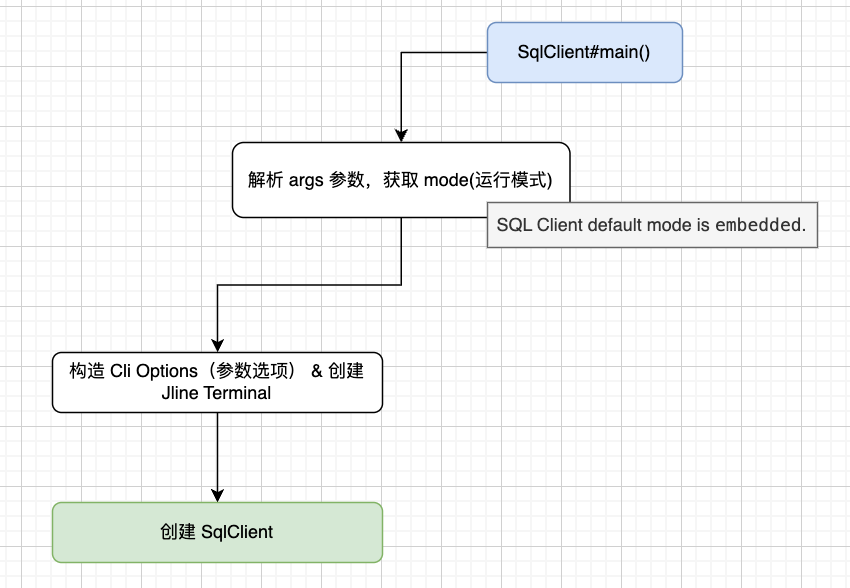 SqlClient#main()
解析 args 参数，获取 mode(运行模式)
SQL Client default mode is embedded.
构造 Cli Options（参数选项） & 创建
Jline Terminal
创建 SqlClient